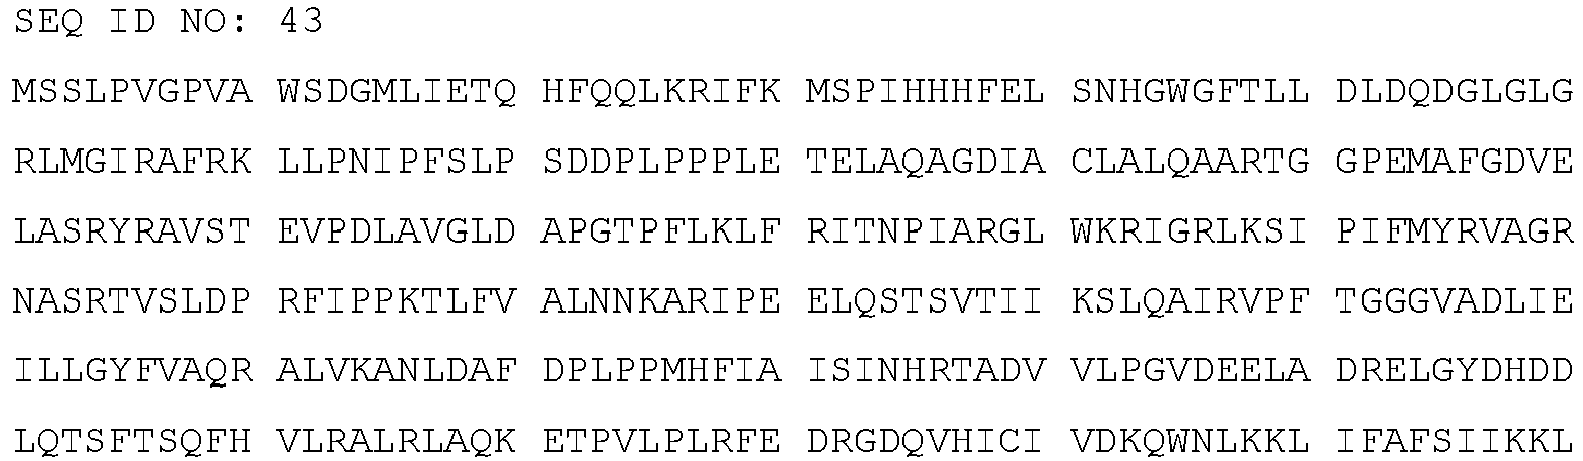 SEQ ID NO: 43
MSSLPVGPVA WSDGMLIETQ HFQQLKRIFK MSPIHHHFEL SNHGWGFTLL DLDQDGLGLG
RLMGIRAFRK LLPNIPFSLP SDDPLPPPLE TELAQAGDIA CLALQAARTG GPEMAFGDVE
LASRYRAVST EVPDLAVGLD APGTPFLKLF RITNPIARGL WKRIGRLKSI PIFMYRVAGR
NASRTVSLDP RFIPPKTLFV ALNNKARIPE ELQSTSVTII KSLQAIRVPF TGGGVADLIE
ILLGYFVAQR ALVKANLDAF DPLPPMHFIA ISINHRTADV VLPGVDEELA DRELGYDHDD
LQTSFTSQFH VLRALRLAQK ETPVLPLRFE DRGDQVHICI VDKQWNLKKL IFAFSIIKKL